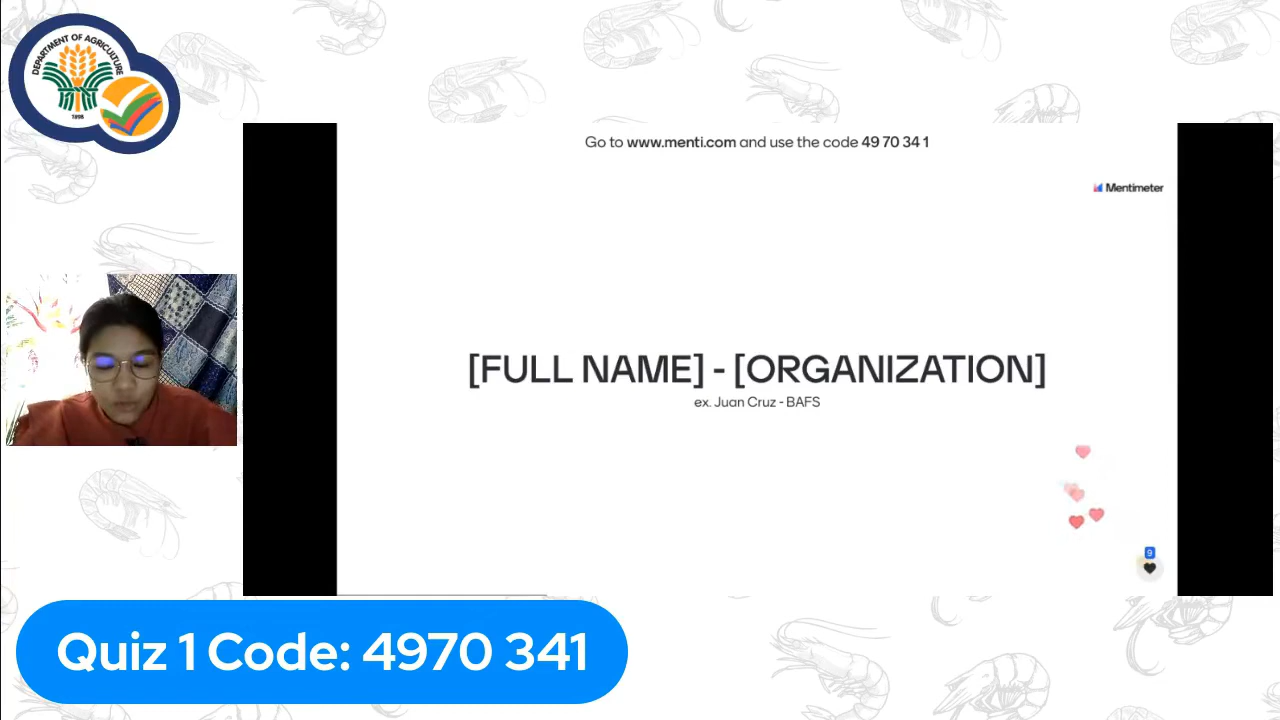 DEPARTMENT OF AGRICULTURE
1898
Go to www.menti.com and use the code 49 70 34 1
Mentimeter
[FULL NAME] - [ORGANIZATION]
ex. Juan Cruz - BAFS
9
Quiz 1 Code: 4970 341